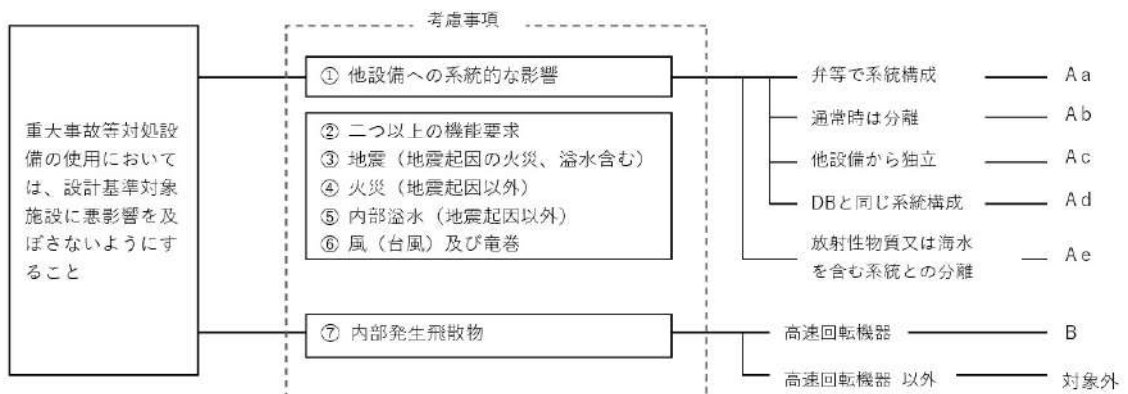 考慮事項
重大事故等対処設
備の使用において
は、設計基準対象
施設に悪影響を及
ぼさないようにす
ること
① 他設備への系統的な影響
② 二つ以上の機能要求
③ 地震（地震起因の火災、溢水含む）
④ 火災（地震起因以外）
⑤ 内部溢水（地震起因以外）
⑥ 風（台風）及び竜巻
⑦ 内部発生飛散物
弁等で系統構成 Aa
通常時は分離 Ab
他設備から独立 Ac
DBと同じ系統構成 Ad
放射性物質又は海水
を含む系統との分離 Ae
高速回転機器 B
高速回転機器 以外 対象外